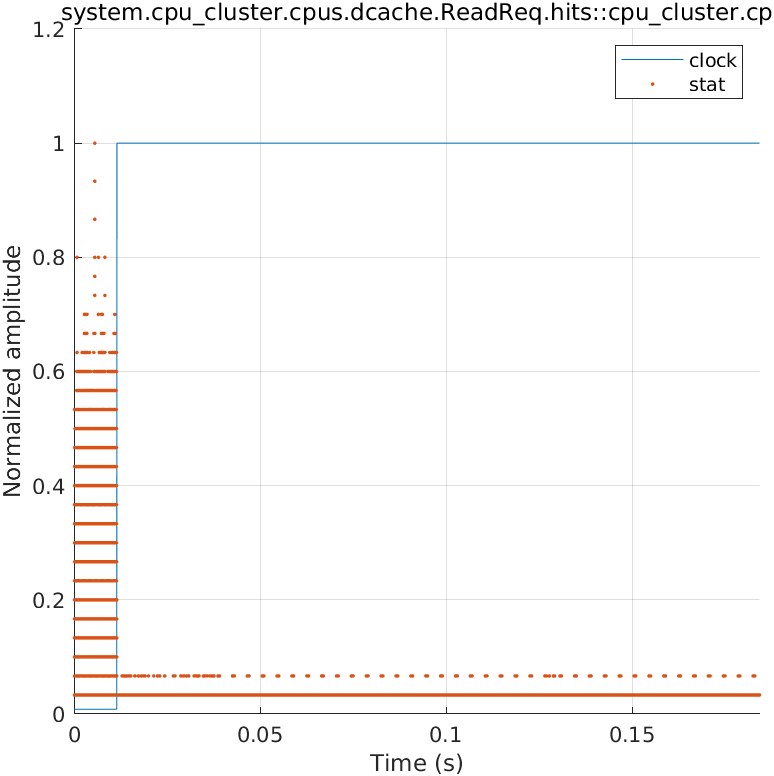 system.cpu_cluster.cpus.dcache.ReadReq.hits::cpu_cluster.cp
1.2
1
0.8
0.6
0.4
0.2
0
Normalized amplitude
clock
stat
0
0.05
0.1
0.15
Time (s)